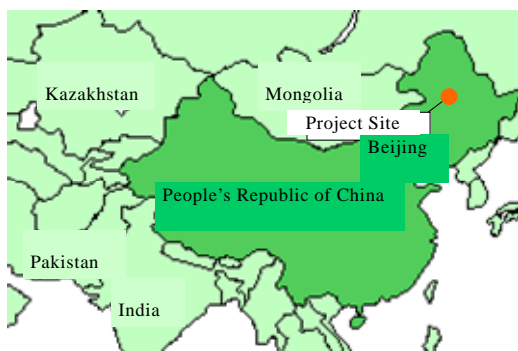 Kazakhstan
Mongolia
Project Site
Beijing
People's Republic of China
Pakistan
India